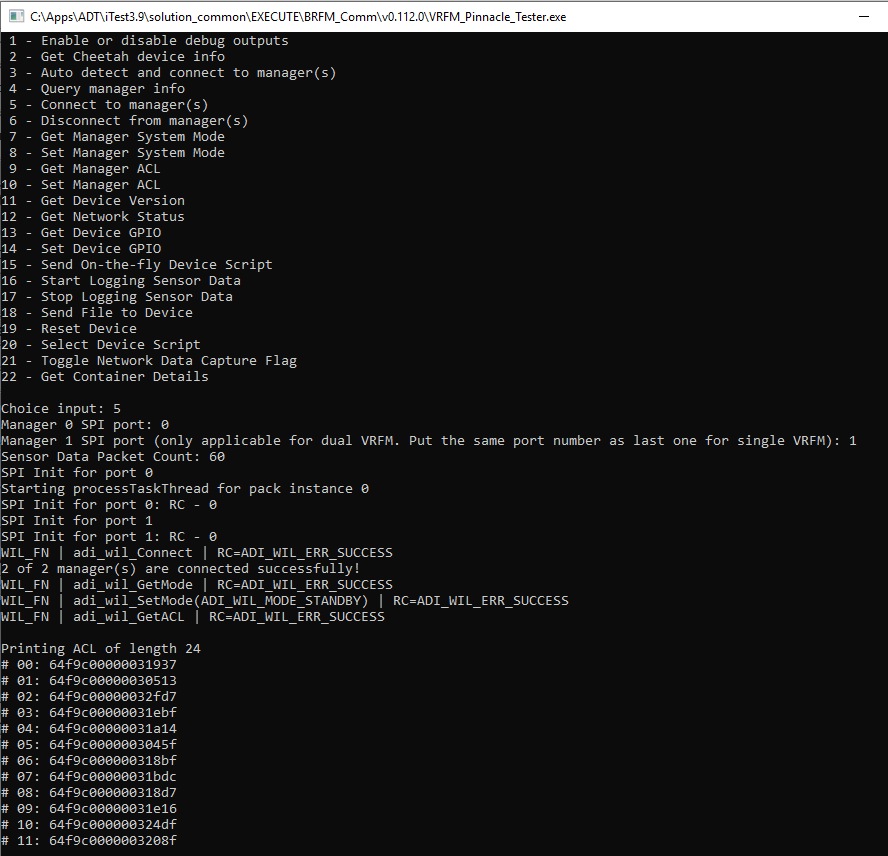 C:\Apps\ADT\iTest3.9\solution_common\EXECUTE\BRFM_Comm\v0.112.0\VRFM_Pinnacle_Tester.exe
1 - Enable or disable debug outputs
2 - Get Cheetah device info
3 - Auto detect and connect to manager(s)
4 - Query manager info
5 - Connect to manager(s)
6 - Disconnect from manager(s)
7 - Get Manager System Mode
8 - Set Manager System Mode
9 - Get Manager ACL
10 - Set Manager ACL
11 - Get Device Version
12 - Get Network Status
13 - Get Device GPIO
14 - Set Device GPIO
15 - Send On-the-fly Device Script
16 - Start Logging Sensor Data
17 - Stop Logging Sensor Data
18 - Send File to Device
19 - Reset Device
20 - Select Device Script
21 - Toggle Network Data Capture Flag
22 - Get Container Details
Choice input: 5
Manager 0 SPI port: 0
Manager 1 SPI port (only applicable for dual VRFM. Put the same port number as last one for single VRFM): 1
Sensor Data Packet Count: 60
SPI Init for port 0
Starting processTaskThread for pack instance 0
SPI Init for port 0: RC - 0
SPI Init for port 1
SPI Init for port 1: RC - 0
WIL_FN | adi_wil_Connect | RC=ADI_WIL_ERR_SUCCESS
2 of 2 manager(s) are connected successfully!
WIL_FN | adi_wil_GetMode | RC=ADI_WIL_ERR_SUCCESS
WIL_FN | adi_wil_SetMode(ADI_WIL_MODE_STANDBY) | RC=ADI_WIL_ERR_SUCCESS
WIL_FN | adi_wil_GetACL | RC=ADI_WIL_ERR_SUCCESS
Printing ACL of length 24
# 00: 64f9c00000031937
# 01: 64f9c00000030513
# 02: 64f9c00000032fd7
# 03: 64f9c00000031ebf
# 04: 64f9c00000031a14
# 05: 64f9c0000003045f
# 06: 64f9c000000318bf
# 07: 64f9c00000031bdc
# 08: 64f9c000000318d7
# 09: 64f9c00000031e16
# 10: 64f9c000000324df
# 11: 64f9c0000003208f